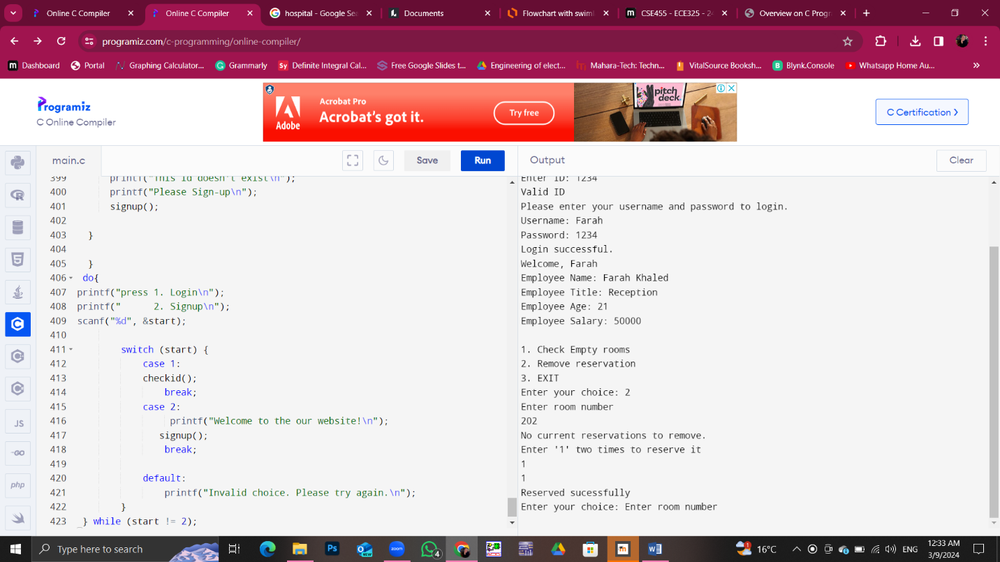 Online C Compiler
Online C Compiler
hospital - Google Sea
Documents
Flowchart with swiml
CSE455 - ECE325 - 24
Overview on C Progr
programiz.com/c-programming/online-compiler/
Dashboard
Portal
Graphing Calculator...
Grammarly
Definite Integral Cal...
Free Google Slides t...
Engineering of elect...
Mahara-Tech: Techn...
VitalSource Booksh...
Blynk.Console
Whatsapp Home Au...
Programiz
C Online Compiler
Adobe
Acrobat Pro
Acrobat's got it.
Try free
pitch
deck.
C Certification
main.c
Save
Run
Output
Clear
399 printf("This id doesn't exist\n");
400 printf("Please Sign-up\n");
401 signup();
402
403 }
404
405 }
406 do{
407 printf("press 1. Login\n");
408 printf("      2. Signup\n");
409 scanf("%d", &start);
410
411 switch (start) {
412 case 1:
413 checkid();
414 break;
415 case 2:
416 printf("Welcome to the our website!\n");
417 signup();
418 break;
419
420 default:
421 printf("Invalid choice. Please try again.\n");
422 }
423 } while (start != 2);
Enter ID: 1234
Valid ID
Please enter your username and password to login.
Username: Farah
Password: 1234
Login successful.
Welcome, Farah
Employee Name: Farah Khaled
Employee Title: Reception
Employee Age: 21
Employee Salary: 50000
1. Check Empty rooms
2. Remove reservation
3. EXIT
Enter your choice: 2
Enter room number
202
No current reservations to remove.
Enter '1' two times to reserve it
1
1
Reserved sucessfully
Enter your choice: Enter room number
JS
GO
php
Type here to search
Ps
NEW
zoom
4
m
W
1
16°C
ENG
12:33 AM
3/9/2024